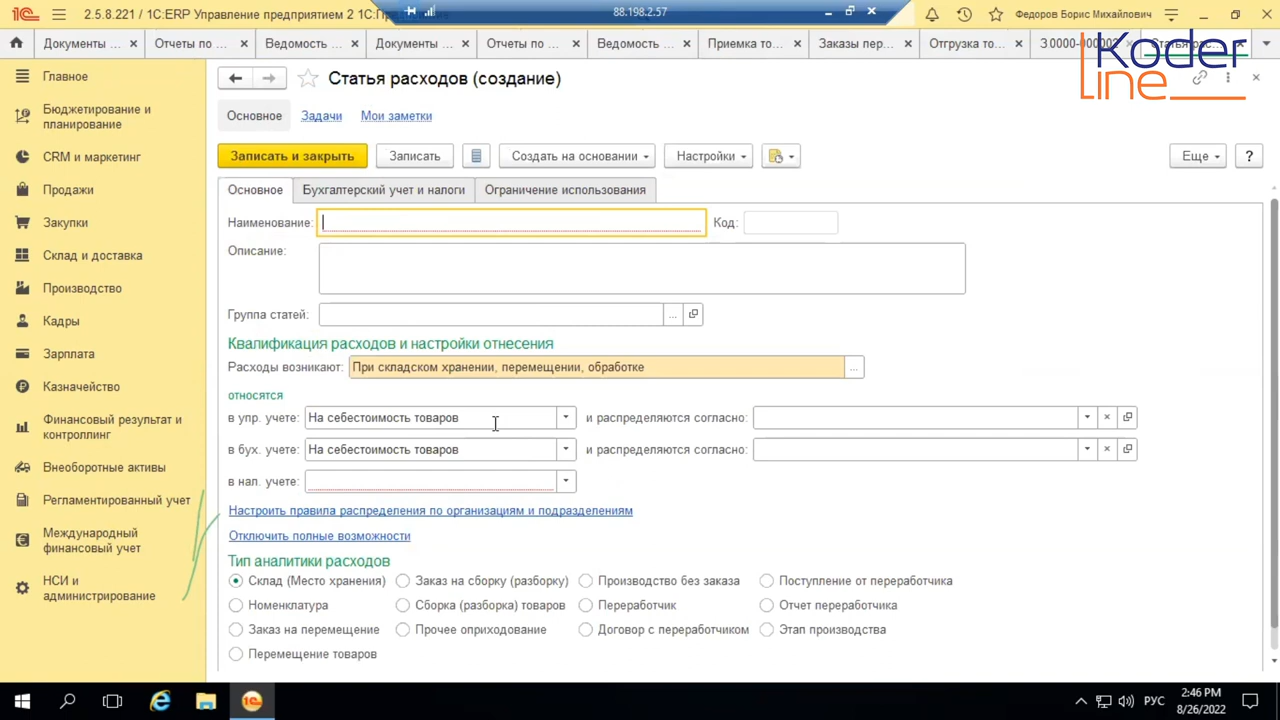 2.5.8.221 / 1С:ERP Управление предприятием 2 1С:П
88.198.2.57
Федоров Борис Михайлович
Документы ...
Отчеты по ...
Ведомость ...
Документы ...
Отчеты по ...
Ведомость ...
Приемка то...
Заказы пер...
Отгрузка то...
З 0000-000002
Koder
line
Главное
Бюджетирование и
планирование
CRM и маркетинг
Продажи
Закупки
Склад и доставка
Производство
Кадры
Зарплата
Казначейство
Финансовый результат и
контроллинг
Внеоборотные активы
Регламентированный учет
Международный
финансовый учет
НСИ и
администрирование
Статья расходов (создание)
Основное Задачи Мои заметки
Записать и закрыть Записать Создать на основании Настройки Еще ?
Основное Бухгалтерский учет и налоги Ограничение использования
Наименование: Код:
Описание:
Группа статей: ...
Квалификация расходов и настройки отнесения
Расходы возникают: При складском хранении, перемещении, обработке ...
относятся
в упр. учете: На себестоимость товаров и распределяются согласно:
в бух. учете: На себестоимость товаров и распределяются согласно:
в нал. учете:
Настроить правила распределения по организациям и подразделениям
Отключить полные возможности
Тип аналитики расходов
Склад (Место хранения) Заказ на сборку (разборку) Производство без заказа Поступление от переработчика
Номенклатура Сборка (разборка) товаров Переработчик Отчет переработчика
Заказ на перемещение Прочее оприходование Договор с переработчиком Этап производства
Перемещение товаров
РУС
2:46 PM
8/26/2022